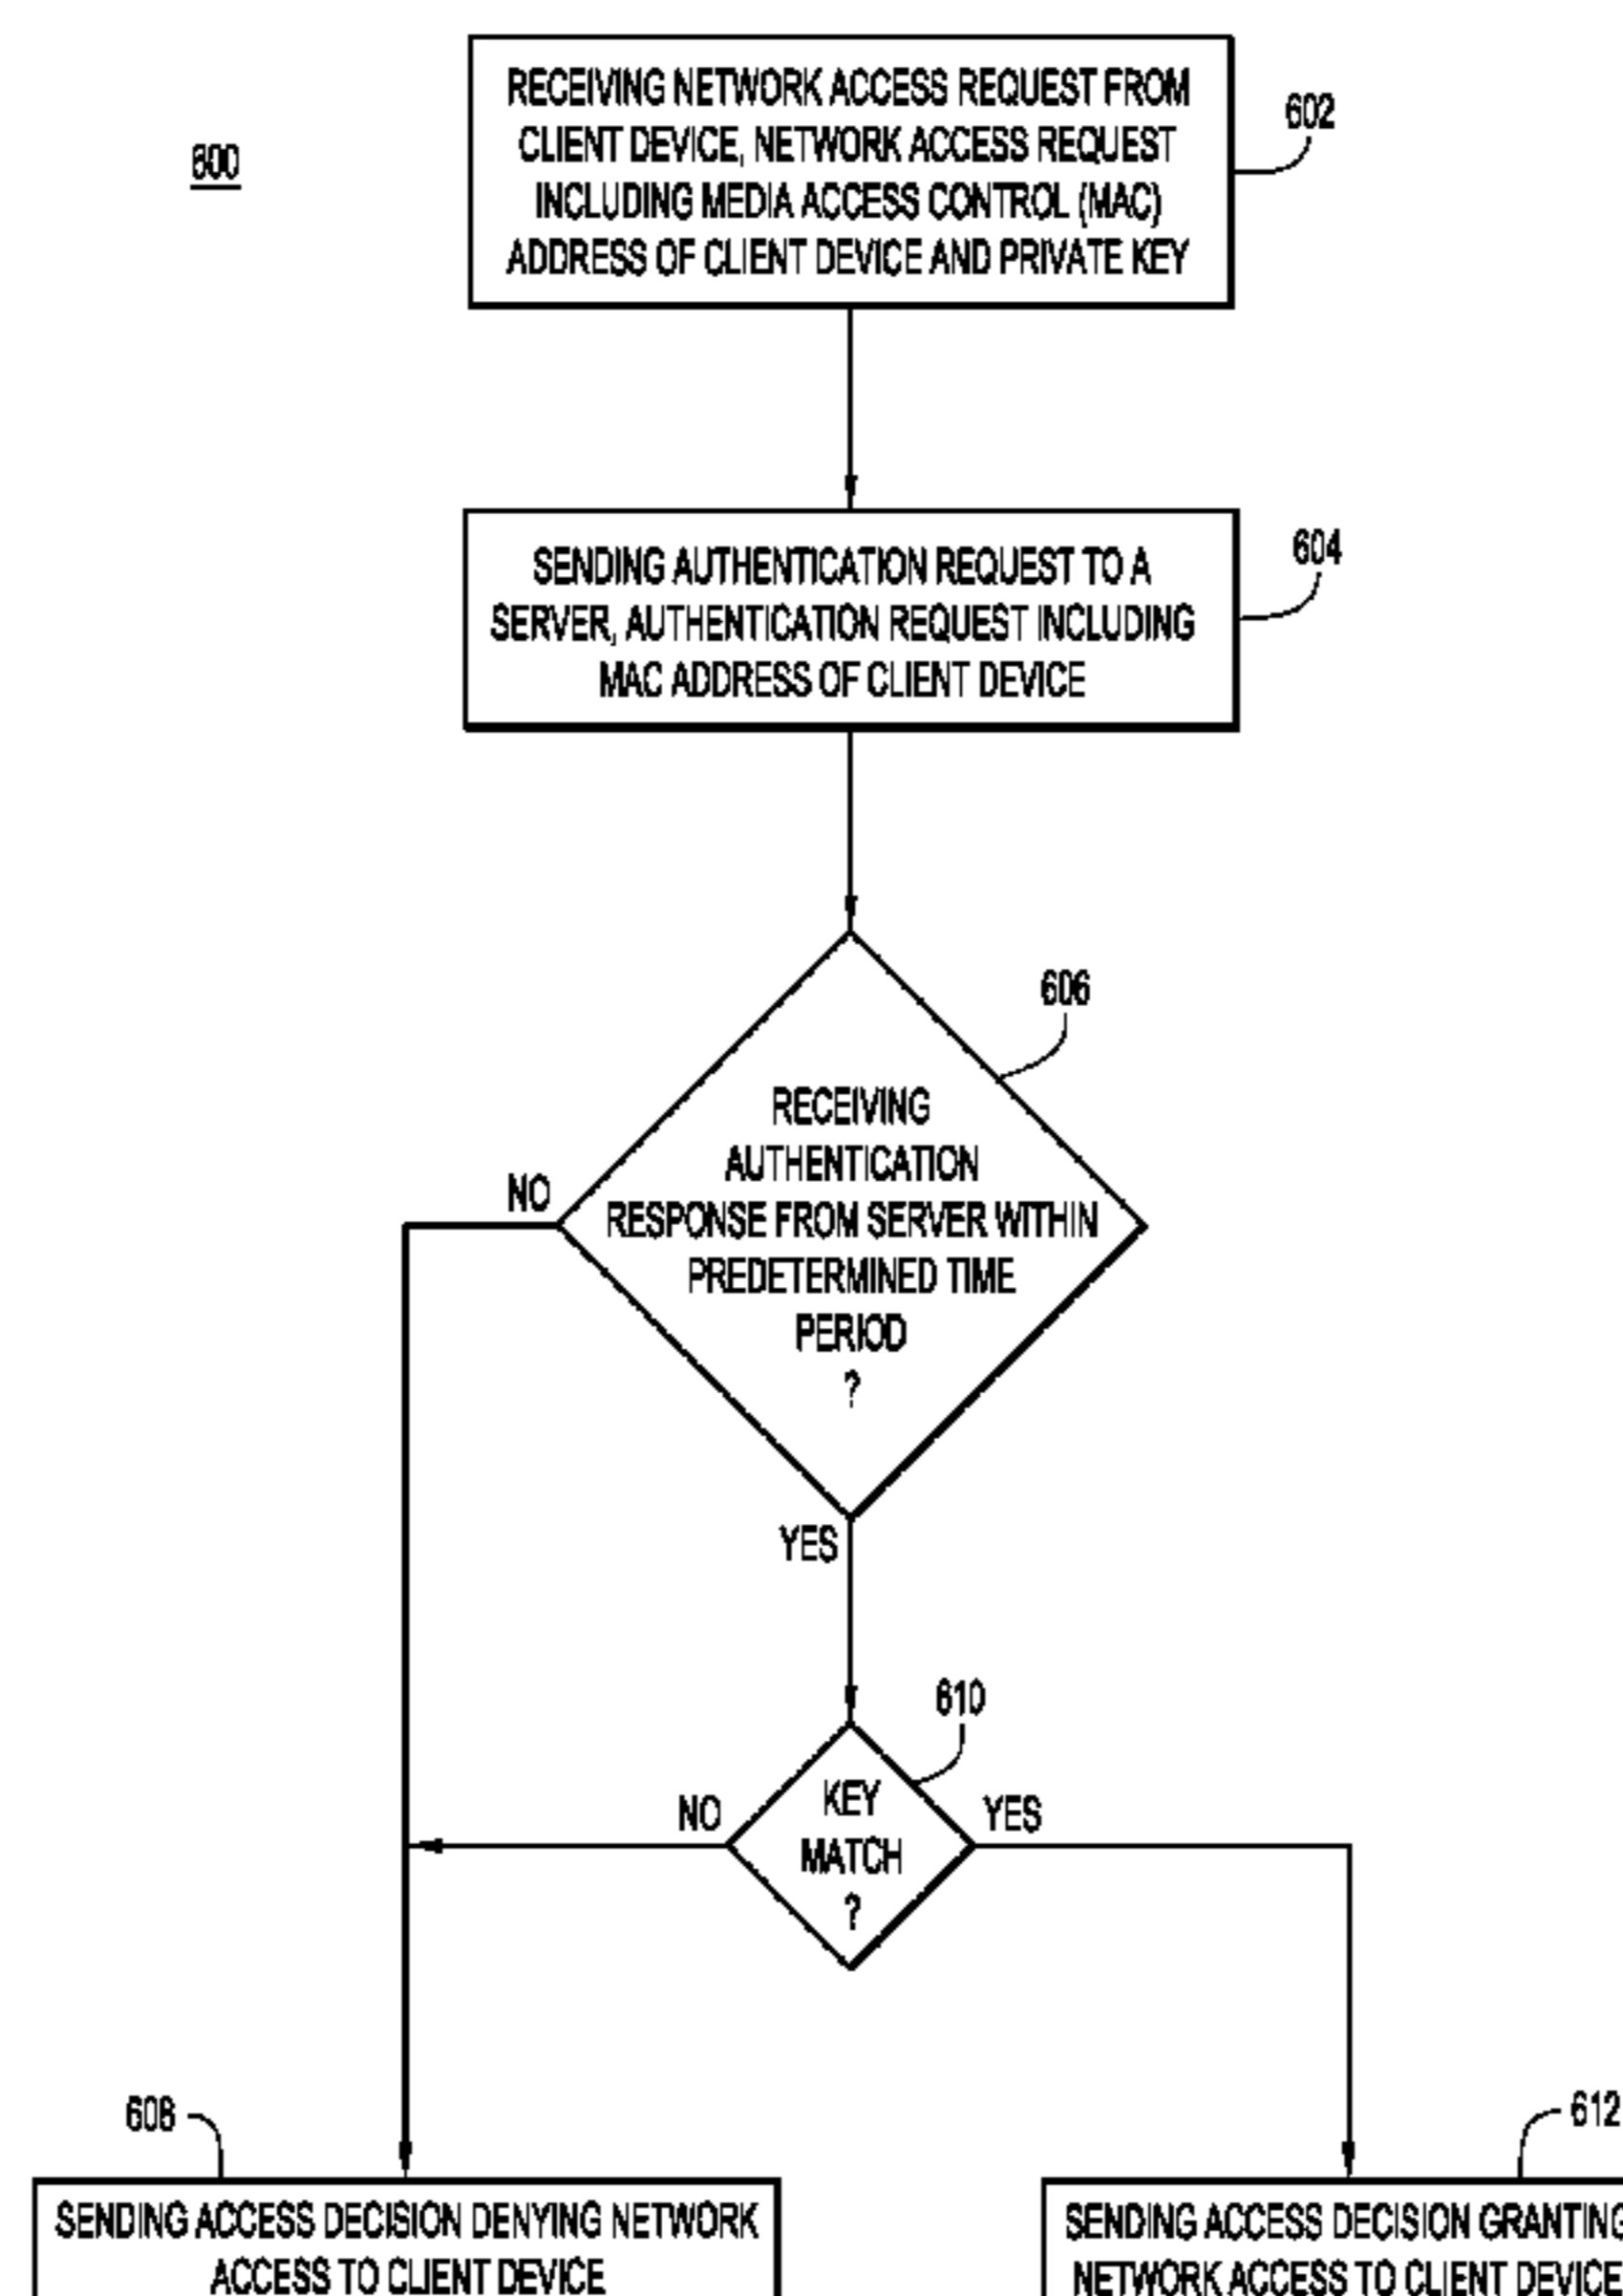 600
RECEIVING NETWORK ACCESS REQUEST FROM
CLIENT DEVICE, NETWORK ACCESS REQUEST
INCLUDING MEDIA ACCESS CONTROL (MAC)
ADDRESS OF CLIENT DEVICE AND PRIVATE KEY
602
SENDING AUTHENTICATION REQUEST TO A
SERVER, AUTHENTICATION REQUEST INCLUDING
MAC ADDRESS OF CLIENT DEVICE
604
606
RECEIVING
AUTHENTICATION
RESPONSE FROM SERVER WITHIN
PREDETERMINED TIME
PERIOD
?
NO
YES
610
KEY
MATCH
?
NO
YES
608
SENDING ACCESS DECISION DENYING NETWORK
ACCESS TO CLIENT DEVICE
612
SENDING ACCESS DECISION GRANTING
NETWORK ACCESS TO CLIENT DEVICE